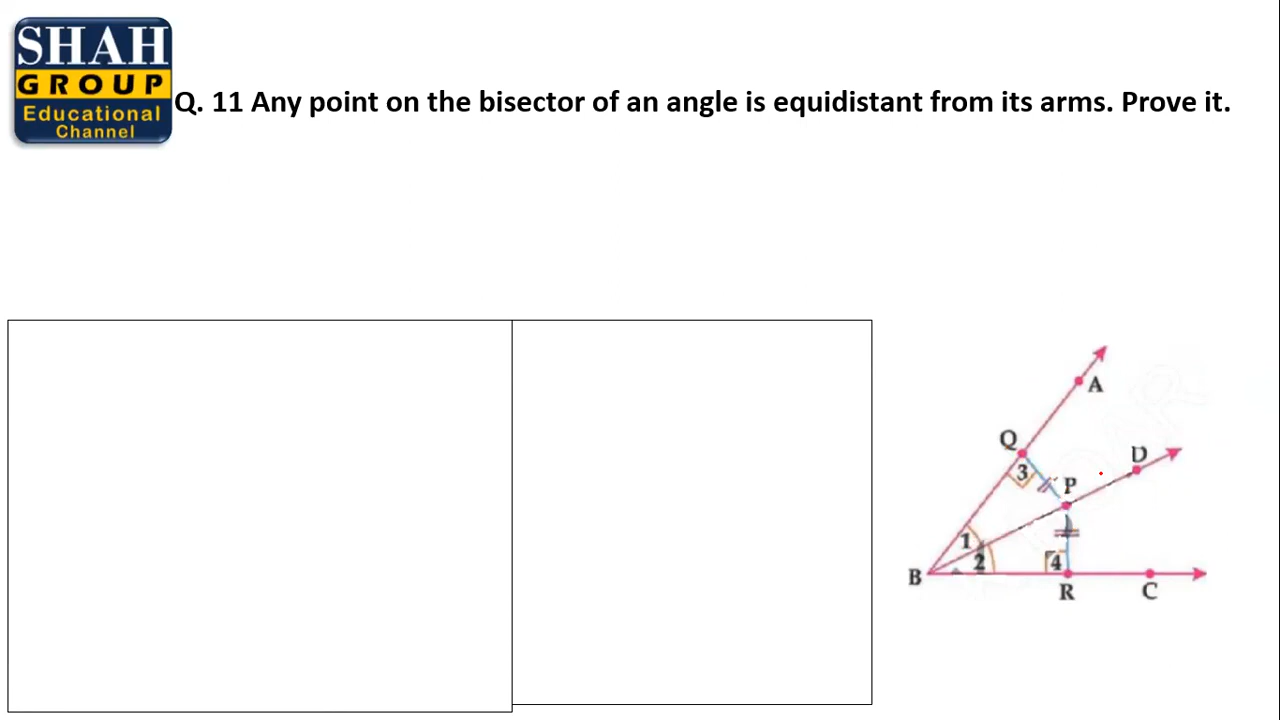 SHAH
GROUP
Educational
Channel
Q. 11 Any point on the bisector of an angle is equidistant from its arms. Prove it.
A
Q
D
3
P
1
2
4
B
R
C